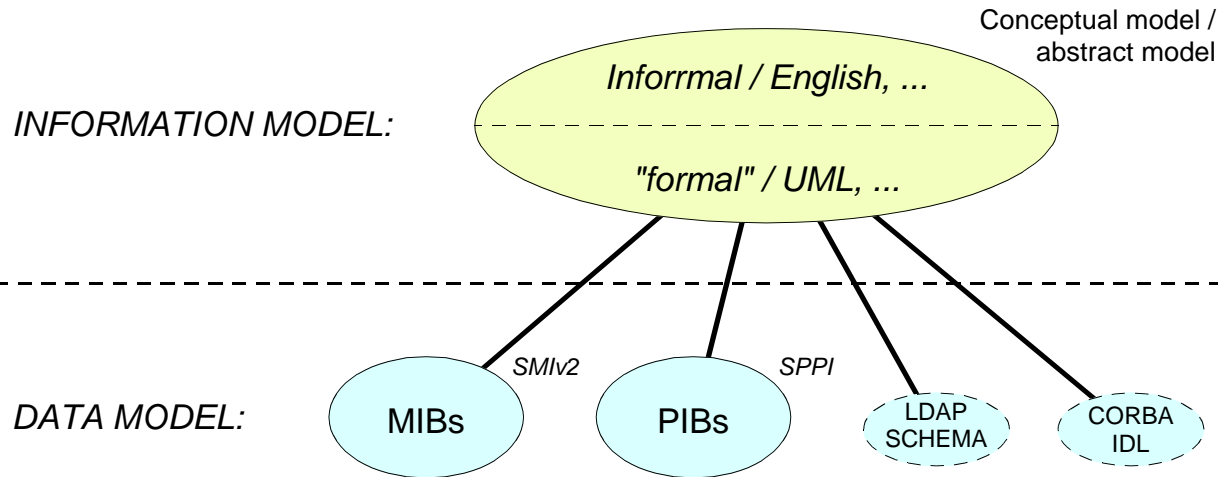 Conceptual model /
abstract model
Inforrmal / English, ...
INFORMATION MODEL:
"formal" / UML, ...
SMIv2
SPPI
DATA MODEL:
MIBs
PIBs
LDAP
SCHEMA
CORBA
IDL